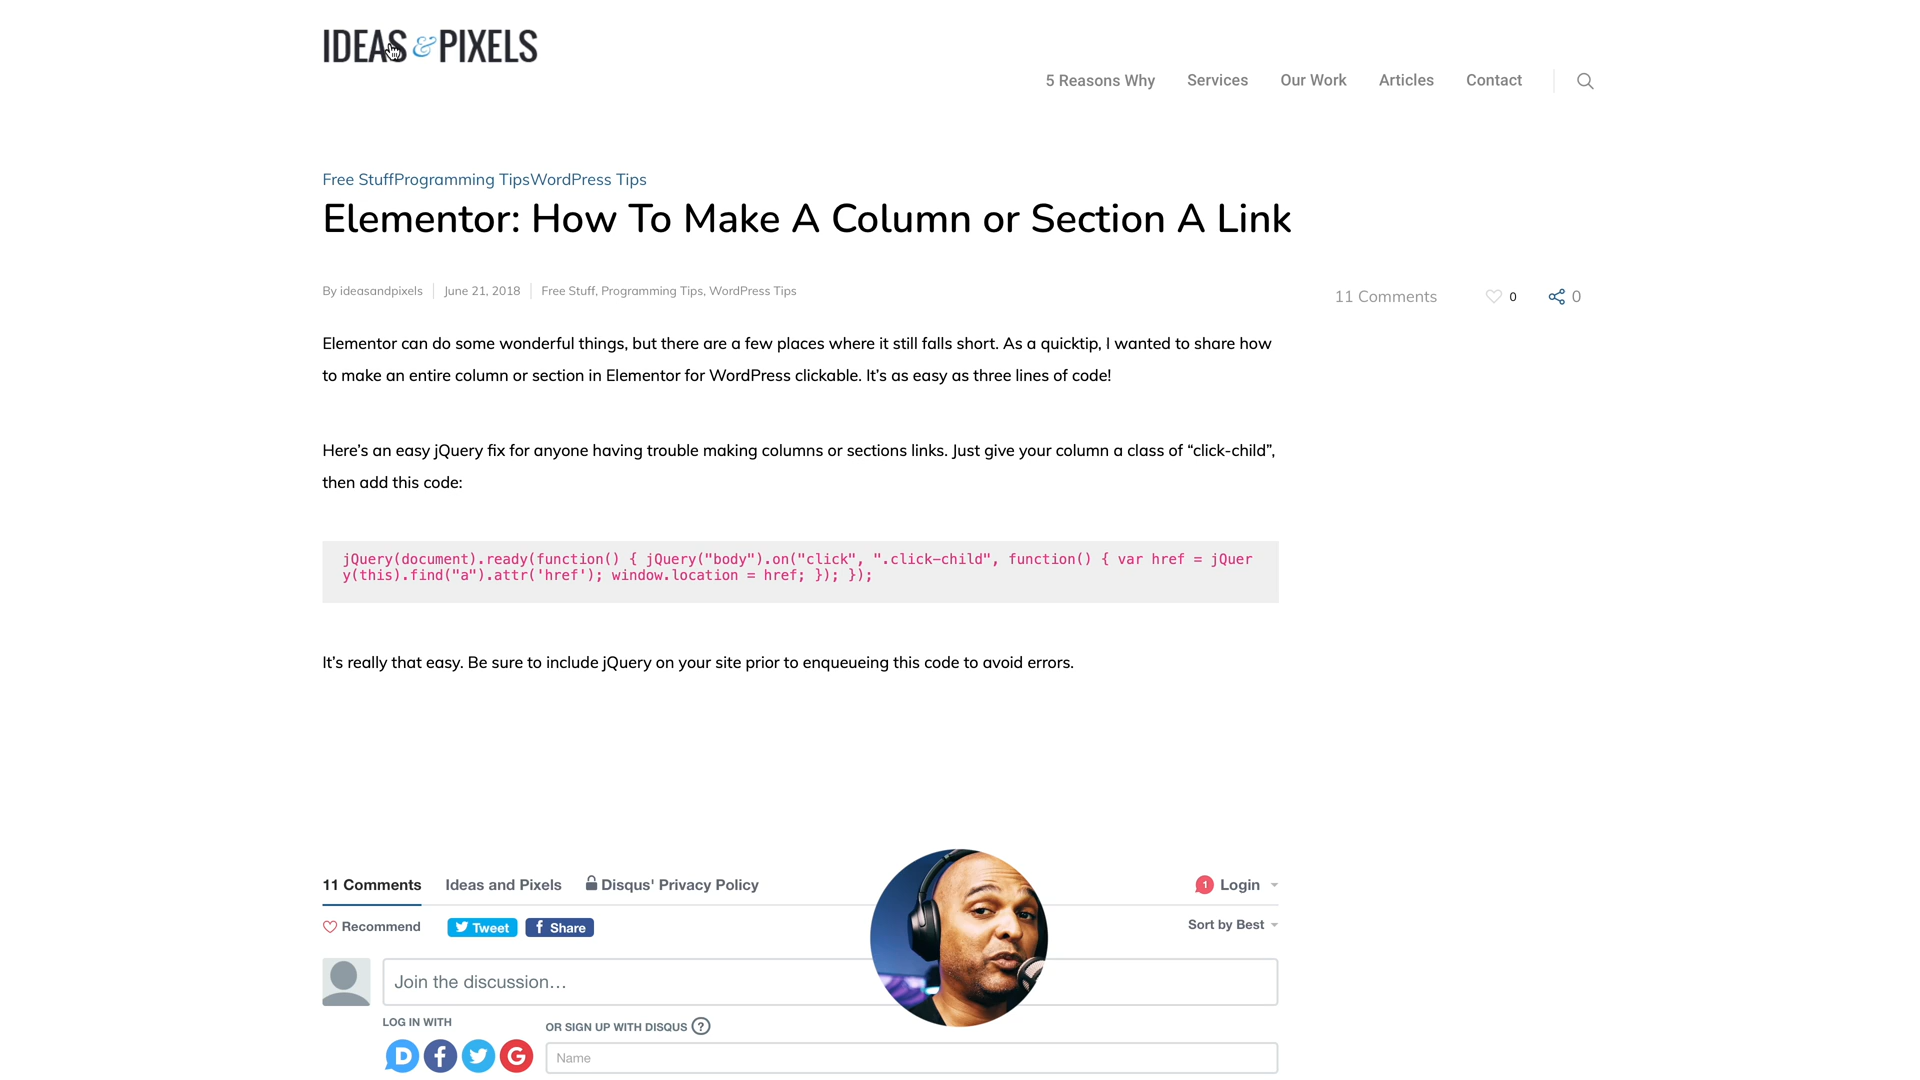 IDEAS & PIXELS
5 Reasons Why Services Our Work Articles Contact
Free StuffProgramming TipsWordPress Tips
Elementor: How To Make A Column or Section A Link
By ideasandpixels June 21, 2018 Free Stuff, Programming Tips, WordPress Tips
11 Comments 0 0
Elementor can do some wonderful things, but there are a few places where it still falls short. As a quicktip, I wanted to share how
to make an entire column or section in Elementor for WordPress clickable. It's as easy as three lines of code!
Here's an easy jQuery fix for anyone having trouble making columns or sections links. Just give your column a class of “click-child”,
then add this code:
jQuery(document).ready(function() { jQuery("body").on("click", ".click-child", function() { var href = jQuer
y(this).find("a").attr('href'); window.location = href; }); });
It's really that easy. Be sure to include jQuery on your site prior to enqueueing this code to avoid errors.
11 Comments Ideas and Pixels Disqus' Privacy Policy 1 Login
Recommend Tweet f Share Sort by Best
Join the discussion…
LOG IN WITH
OR SIGN UP WITH DISQUS ?
D f G
Name